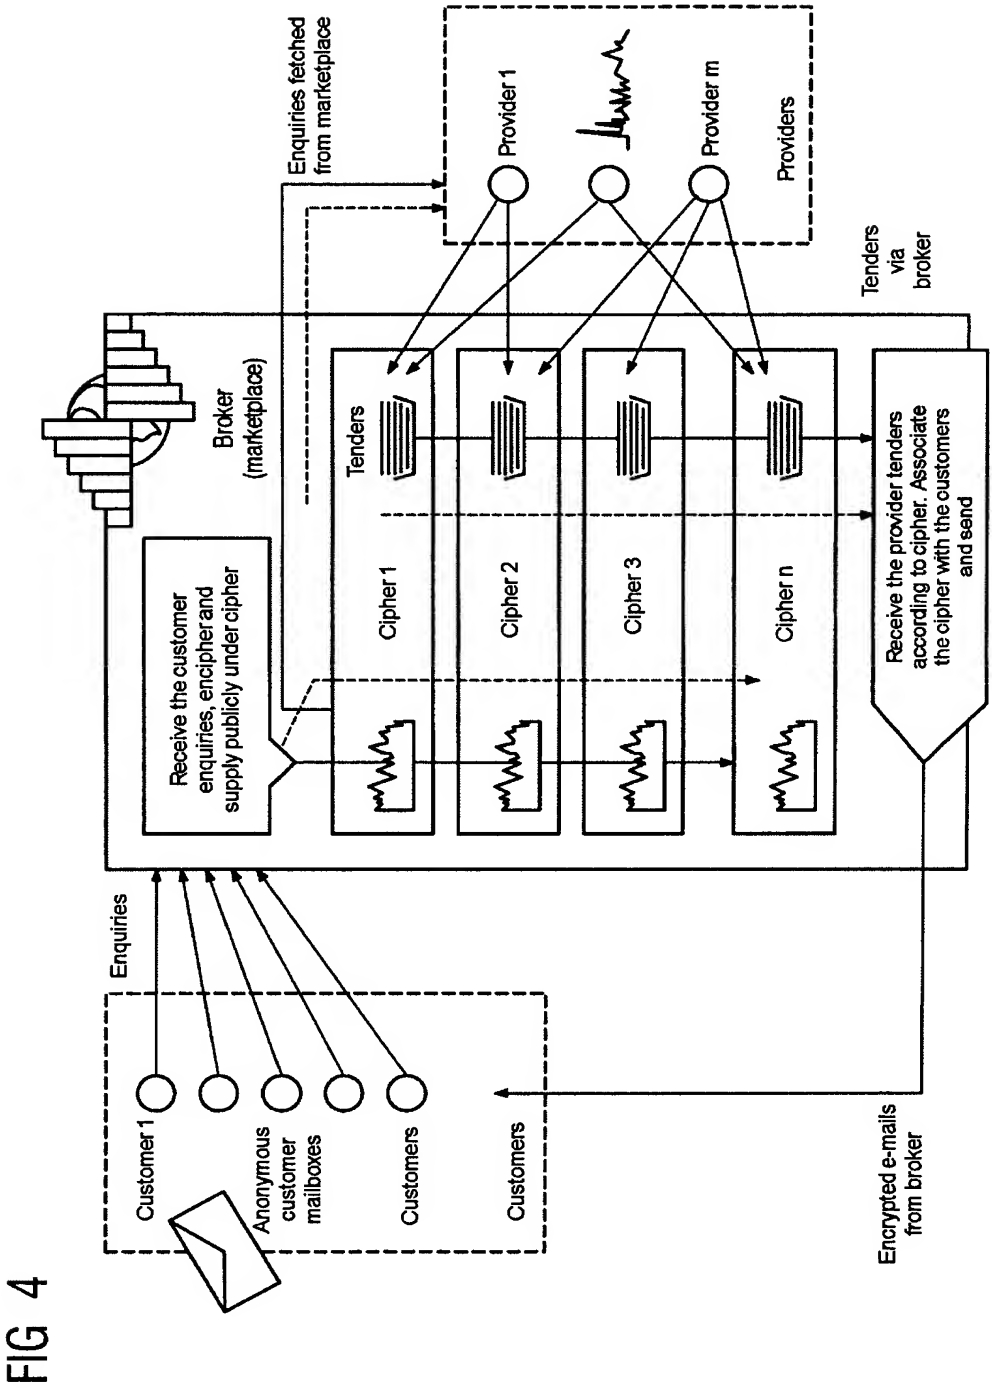 FIG 4
Customer 1
Anonymous
customer
mailboxes
Customers
Customers
Enquiries
Encrypted e-mails
from broker
Receive the customer
enquiries, encipher and
supply publicly under cipher
Broker
(marketplace)
Tenders
Cipher 1
Cipher 2
Cipher 3
Cipher n
Receive the provider tenders
according to cipher. Associate
the cipher with the customers
and send
Tenders
via
broker
Enquiries fetched
from marketplace
Provider 1
Provider m
Providers